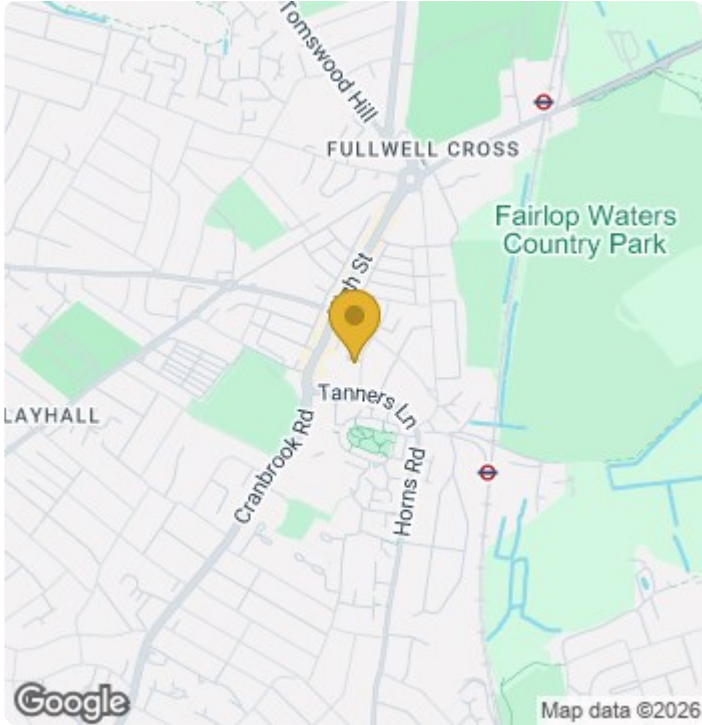 Tomswood Hill
FULLWELL CROSS
Fairlop Waters
Country Park
St
Tanners Ln
LAYHALL
Cranbrook Rd
Horns Rd
Google
Map data ©2026